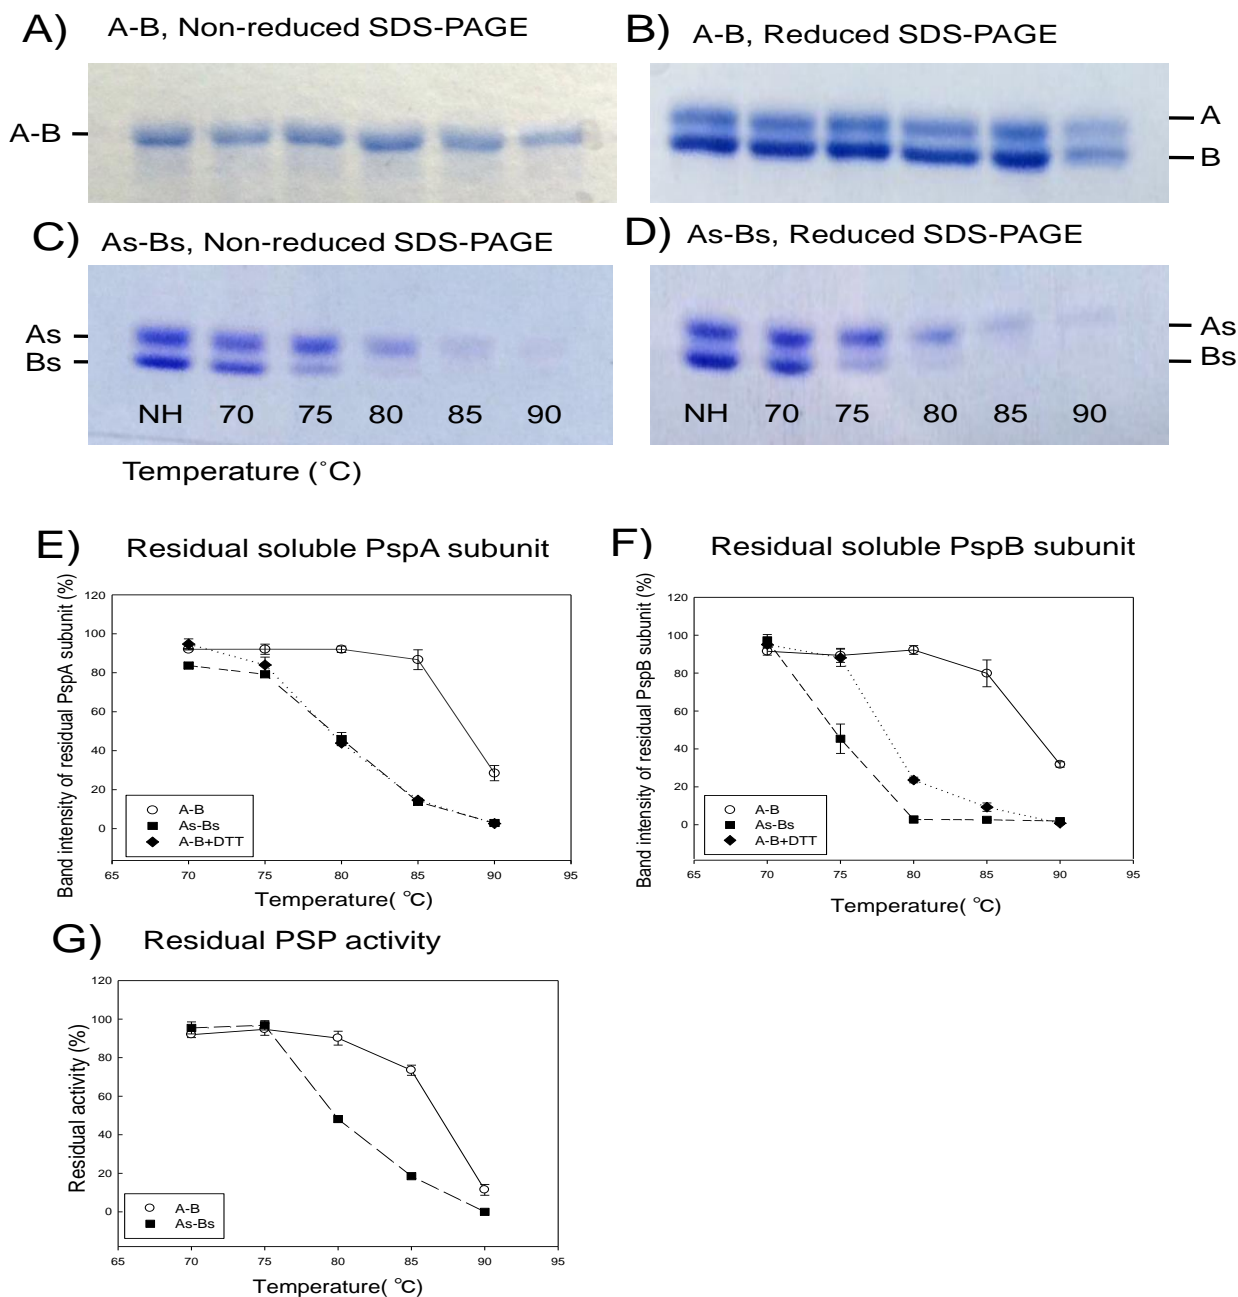 A) A-B, Non-reduced SDS-PAGE
A-B
B) A-B, Reduced SDS-PAGE
A
B
C) As-Bs, Non-reduced SDS-PAGE
As
Bs
NH 70 75 80 85 90
Temperature (˚C)
D) As-Bs, Reduced SDS-PAGE
As
Bs
NH 70 75 80 85 90
E) Residual soluble PspA subunit
Band intensity of residual PspA subunit (%)
120
100
80
60
40
20
0
A-B
As-Bs
A-B+DTT
65 70 75 80 85 90 95
Temperature( °C)
F) Residual soluble PspB subunit
Band intensity of residual PspB subunit (%)
120
100
80
60
40
20
0
A-B
As-Bs
A-B+DTT
65 70 75 80 85 90 95
Temperature( °C)
G) Residual PSP activity
Residual activity (%)
120
100
80
60
40
20
0
A-B
As-Bs
65 70 75 80 85 90 95
Temperature( °C)